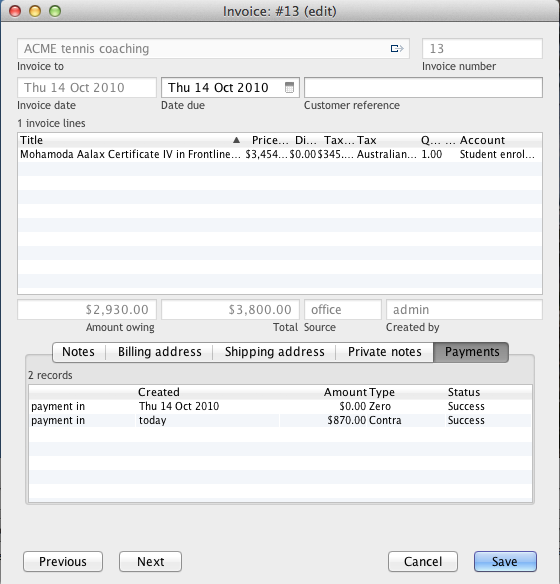 Invoice: #13 (edit)
ACME tennis coaching 13
Invoice to Invoice number
Thu 14 Oct 2010 Thu 14 Oct 2010
Invoice date Date due Customer reference
1 invoice lines
Title Price... Di... Tax... Tax Q... ... Account
Mohamoda Aalax Certificate IV in Frontline... $3,454... $0.00 $345.... Australian... 1.00 Student enrol...
$2,930.00 $3,800.00 office admin
Amount owing Total Source Created by
Notes Billing address Shipping address Private notes Payments
2 records
Created Amount Type Status
payment in Thu 14 Oct 2010 $0.00 Zero Success
payment in today $870.00 Contra Success
Previous Next Cancel Save